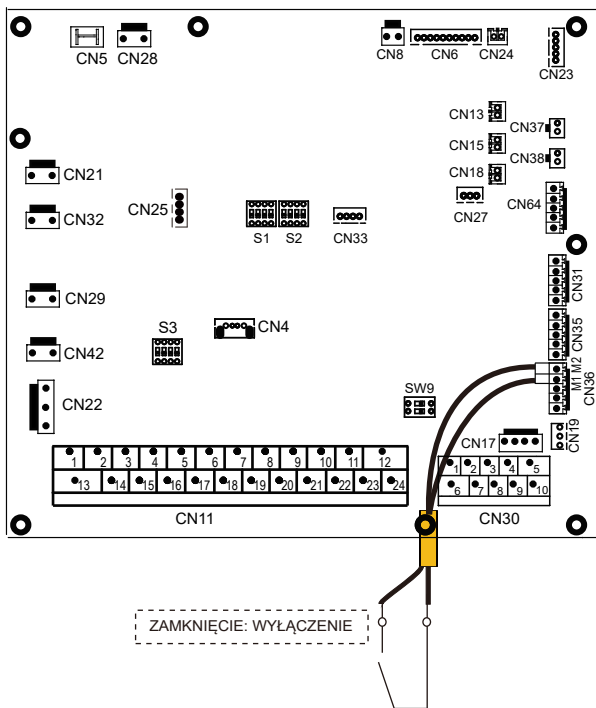 CN5 CN28 CN8 CN6 CN24 CN23
CN13 CN37
CN15 CN38
CN18
CN21
CN32 CN25 S1 S2 CN33 CN27 CN64
CN31
CN29 CN4 CN35
CN42 S3
M1 M2
CN36
CN22 SW9
CN17 CN19
1 2 3 4 5 6 7 8 9 10 11 12
13 14 15 16 17 18 19 20 21 22 23 24
CN11
1 2 3 4 5
6 7 8 9 10
CN30
ZAMKNIĘCIE: WYŁĄCZENIE